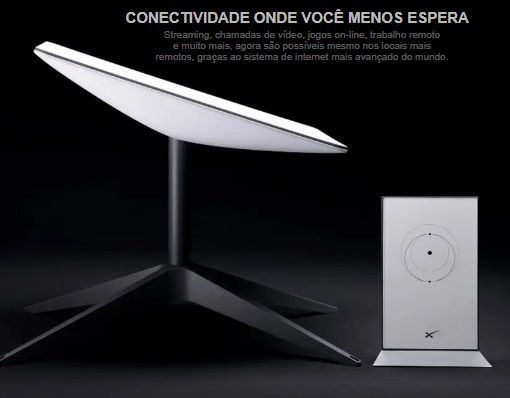 CONECTIVIDADE ONDE VOCÊ MENOS ESPERA
Streaming, chamadas de vídeo, jogos on-line, trabalho remoto
e muito mais, agora são possíveis mesmo nos locais mais
remotos, graças ao sistema de internet mais avançado do mundo.